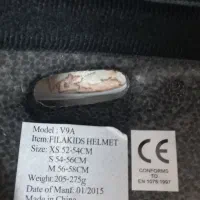 Model : V9A
Item:FILAKIDS HELMET
Size: XS 52-54CM
S 54-56CM
M 56-58CM
Weight: 205-275g
Date of Manf. 01/2015
Made in China
CE
CONFORMS
TO
EN 1078:1997